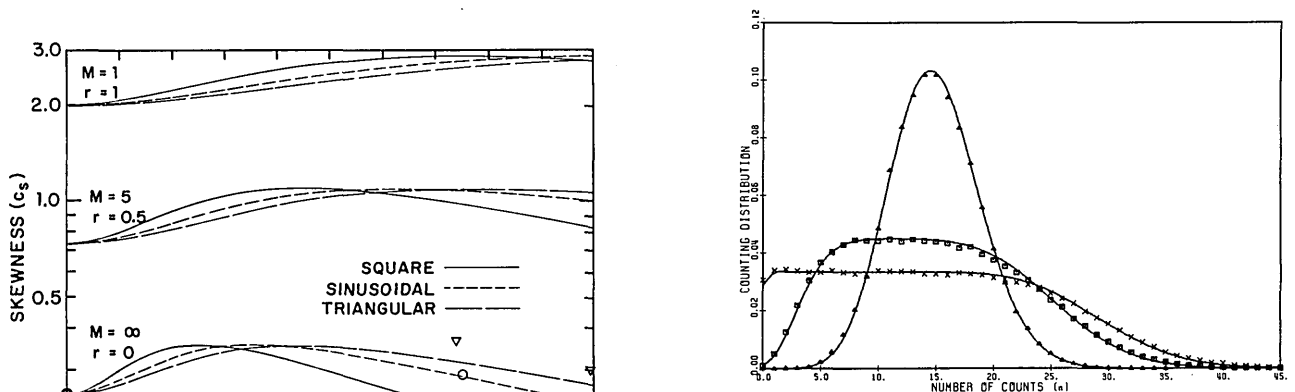 3.0
M = 1
r = 1
2.0
M = 5
1.0
r = 0.5
SKEWNESS (cs)
SQUARE
SINUSOIDAL
0.5
TRIANGULAR
M = ∞
r = 0
0.12
0.10
0.08
0.06
COUNTING DISTRIBUTION
0.04
0.02
0.00
0.0 5.0 10. 15. 20. 25. 30. 35. 40. 45.
NUMBER OF COUNTS (n)